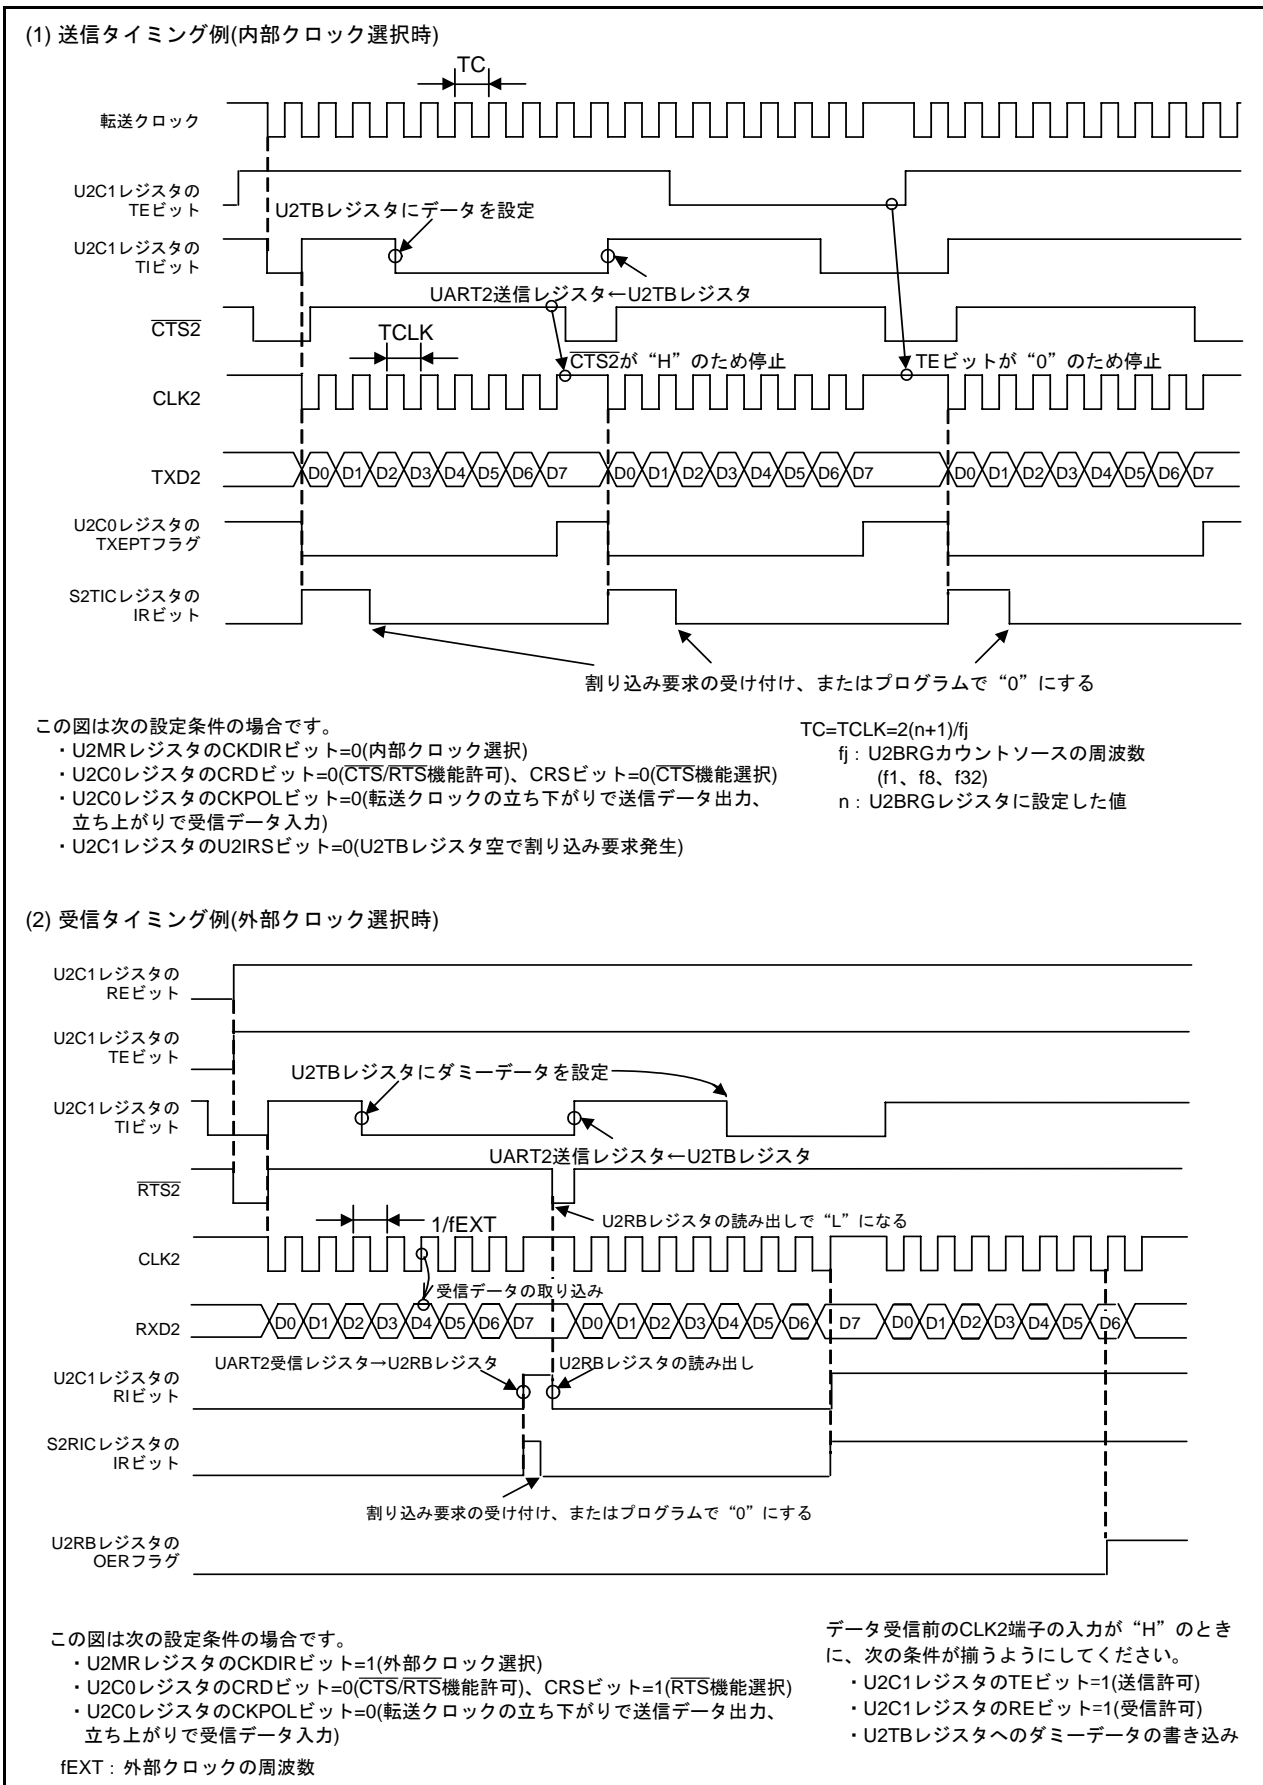 (1) 送信タイミング例(内部クロック選択時)
TC
転送クロック
U2C1レジスタの
TEビット
U2TBレジスタにデータを設定
U2C1レジスタの
TIビット
UART2送信レジスタ←U2TBレジスタ
CTS2
TCLK
CTS2が“H”のため停止
TEビットが“0”のため停止
CLK2
TXD2
D0 D1 D2 D3 D4 D5 D6 D7 D0 D1 D2 D3 D4 D5 D6 D7 D0 D1 D2 D3 D4 D5 D6 D7
U2C0レジスタの
TXEPTフラグ
S2TICレジスタの
IRビット
割り込み要求の受け付け、またはプログラムで“0”にする
この図は次の設定条件の場合です。
・U2MRレジスタのCKDIRビット=0(内部クロック選択)
・U2C0レジスタのCRDビット=0(CTS/RTS機能許可)、CRSビット=0(CTS機能選択)
・U2C0レジスタのCKPOLビット=0(転送クロックの立ち下がりで送信データ出力、
立ち上がりで受信データ入力)
・U2C1レジスタのU2IRSビット=0(U2TBレジスタ空で割り込み要求発生)
TC=TCLK=2(n+1)/fj
fj：U2BRGカウントソースの周波数
(f1、f8、f32)
n：U2BRGレジスタに設定した値
(2) 受信タイミング例(外部クロック選択時)
U2C1レジスタの
REビット
U2C1レジスタの
TEビット
U2TBレジスタにダミーデータを設定
U2C1レジスタの
TIビット
UART2送信レジスタ←U2TBレジスタ
RTS2
1/fEXT
U2RBレジスタの読み出しで“L”になる
CLK2
受信データの取り込み
RXD2
D0 D1 D2 D3 D4 D5 D6 D7 D0 D1 D2 D3 D4 D5 D6 D7 D0 D1 D2 D3 D4 D5 D6
UART2受信レジスタ→U2RBレジスタ
U2RBレジスタの読み出し
U2C1レジスタの
RIビット
S2RICレジスタの
IRビット
割り込み要求の受け付け、またはプログラムで“0”にする
U2RBレジスタの
OERフラグ
この図は次の設定条件の場合です。
・U2MRレジスタのCKDIRビット=1(外部クロック選択)
・U2C0レジスタのCRDビット=0(CTS/RTS機能許可)、CRSビット=1(RTS機能選択)
・U2C0レジスタのCKPOLビット=0(転送クロックの立ち下がりで送信データ出力、
立ち上がりで受信データ入力)
fEXT：外部クロックの周波数
データ受信前のCLK2端子の入力が“H”のとき
に、次の条件が揃うようにしてください。
・U2C1レジスタのTEビット=1(送信許可)
・U2C1レジスタのREビット=1(受信許可)
・U2TBレジスタへのダミーデータの書き込み